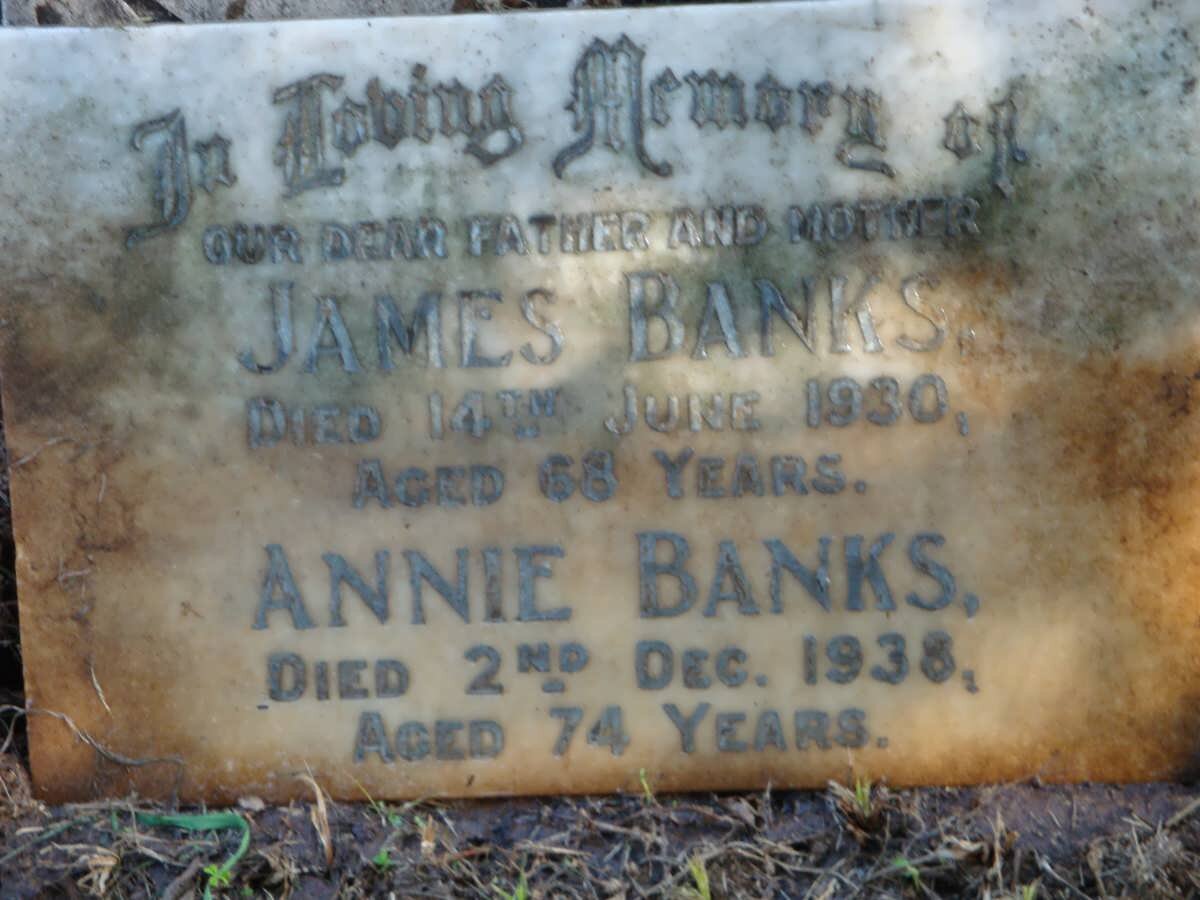 In Loving Memory of
OUR DEAR FATHER AND MOTHER
JAMES BANKS,
DIED 14TH JUNE 1930,
AGED 68 YEARS.
ANNIE BANKS,
DIED 2ND DEC. 1938,
AGED 74 YEARS.